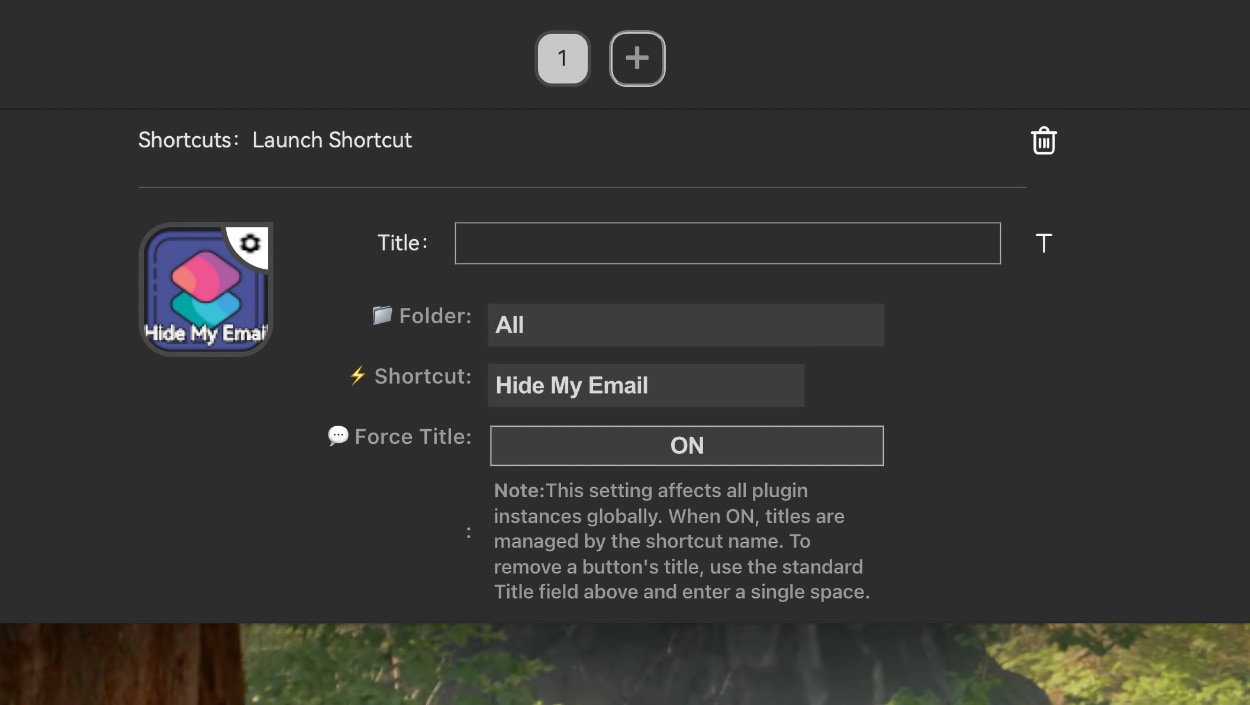 1
Shortcuts: Launch Shortcut
Title:
T
Hide My Email
📁 Folder:
All
⚡ Shortcut:
Hide My Email
💬 Force Title:
ON
:
Note:This setting affects all plugin
instances globally. When ON, titles are
managed by the shortcut name. To
remove a button's title, use the standard
Title field above and enter a single space.